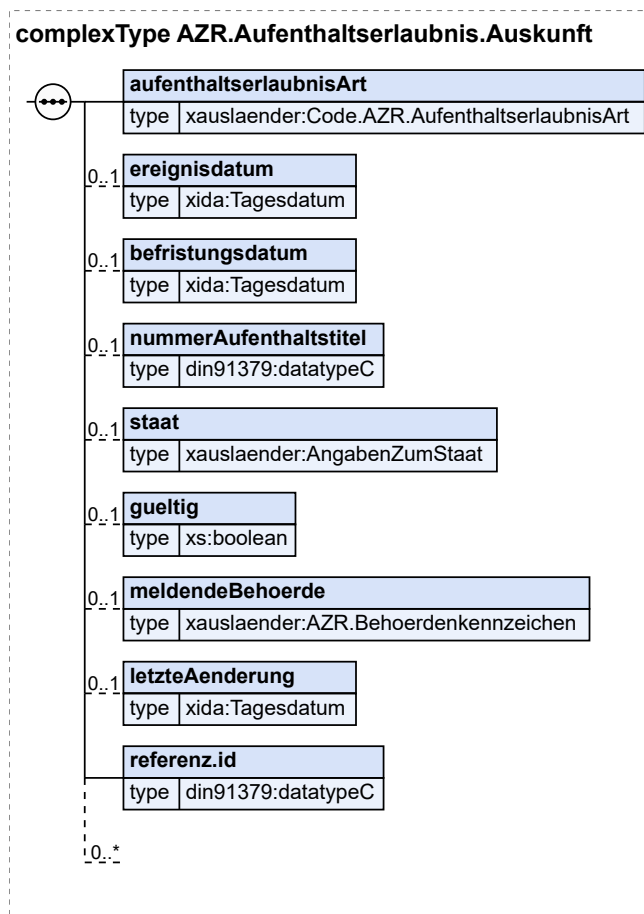 complexType AZR.Aufenthaltserlaubnis.Auskunft
aufenthaltserlaubnisArt
type xauslaender:Code.AZR.AufenthaltserlaubnisArt
0..1 ereignisdatum
type xida:Tagesdatum
0..1 befristungsdatum
type xida:Tagesdatum
0..1 nummerAufenthaltstitel
type din91379:datatypeC
0..1 staat
type xauslaender:AngabenZumStaat
0..1 gueltig
type xs:boolean
0..1 meldendeBehoerde
type xauslaender:AZR.Behoerdenkennzeichen
0..1 letzteAenderung
type xida:Tagesdatum
referenz.id
type din91379:datatypeC
0..*